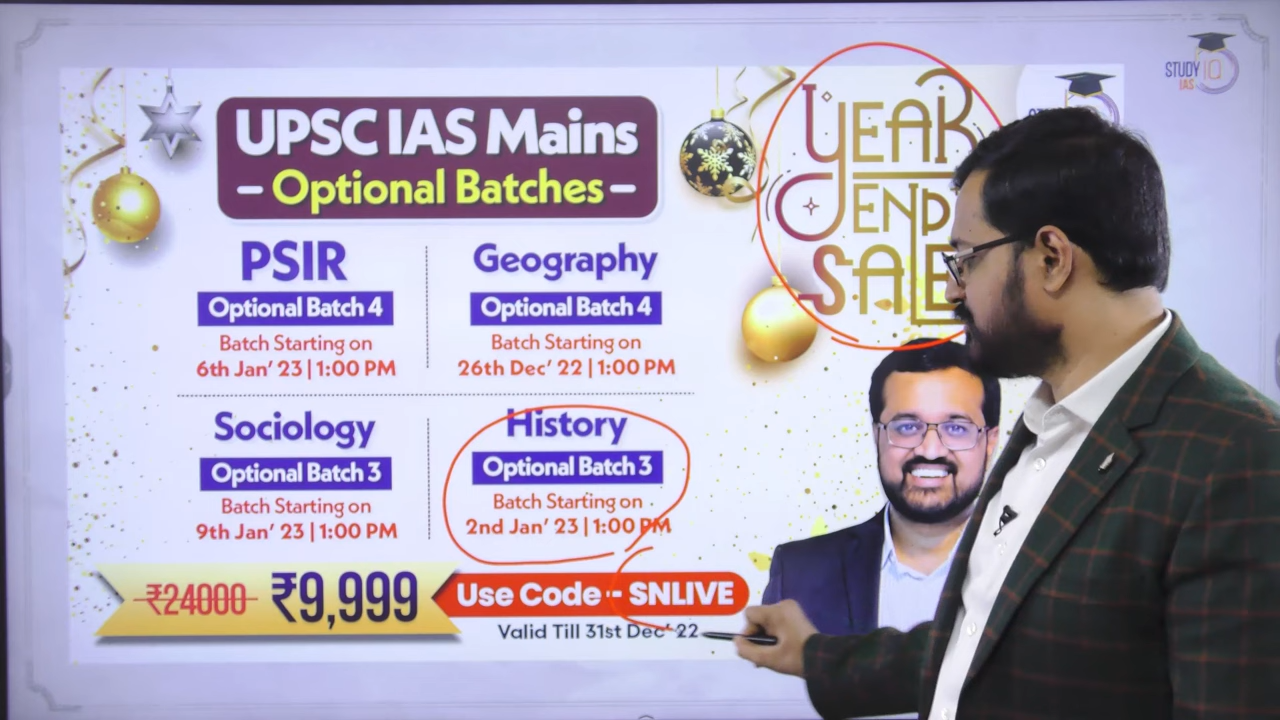 UPSC IAS Mains
– Optional Batches –
YEAR
END
SALE
STUDY IQ
IAS
PSIR
Optional Batch 4
Batch Starting on
6th Jan' 23 | 1:00 PM
Geography
Optional Batch 4
Batch Starting on
26th Dec' 22 | 1:00 PM
Sociology
Optional Batch 3
Batch Starting on
9th Jan' 23 | 1:00 PM
History
Optional Batch 3
Batch Starting on
2nd Jan' 23 | 1:00 PM
₹24000 ₹9,999
Use Code - SNLIVE
Valid Till 31st Dec' 22